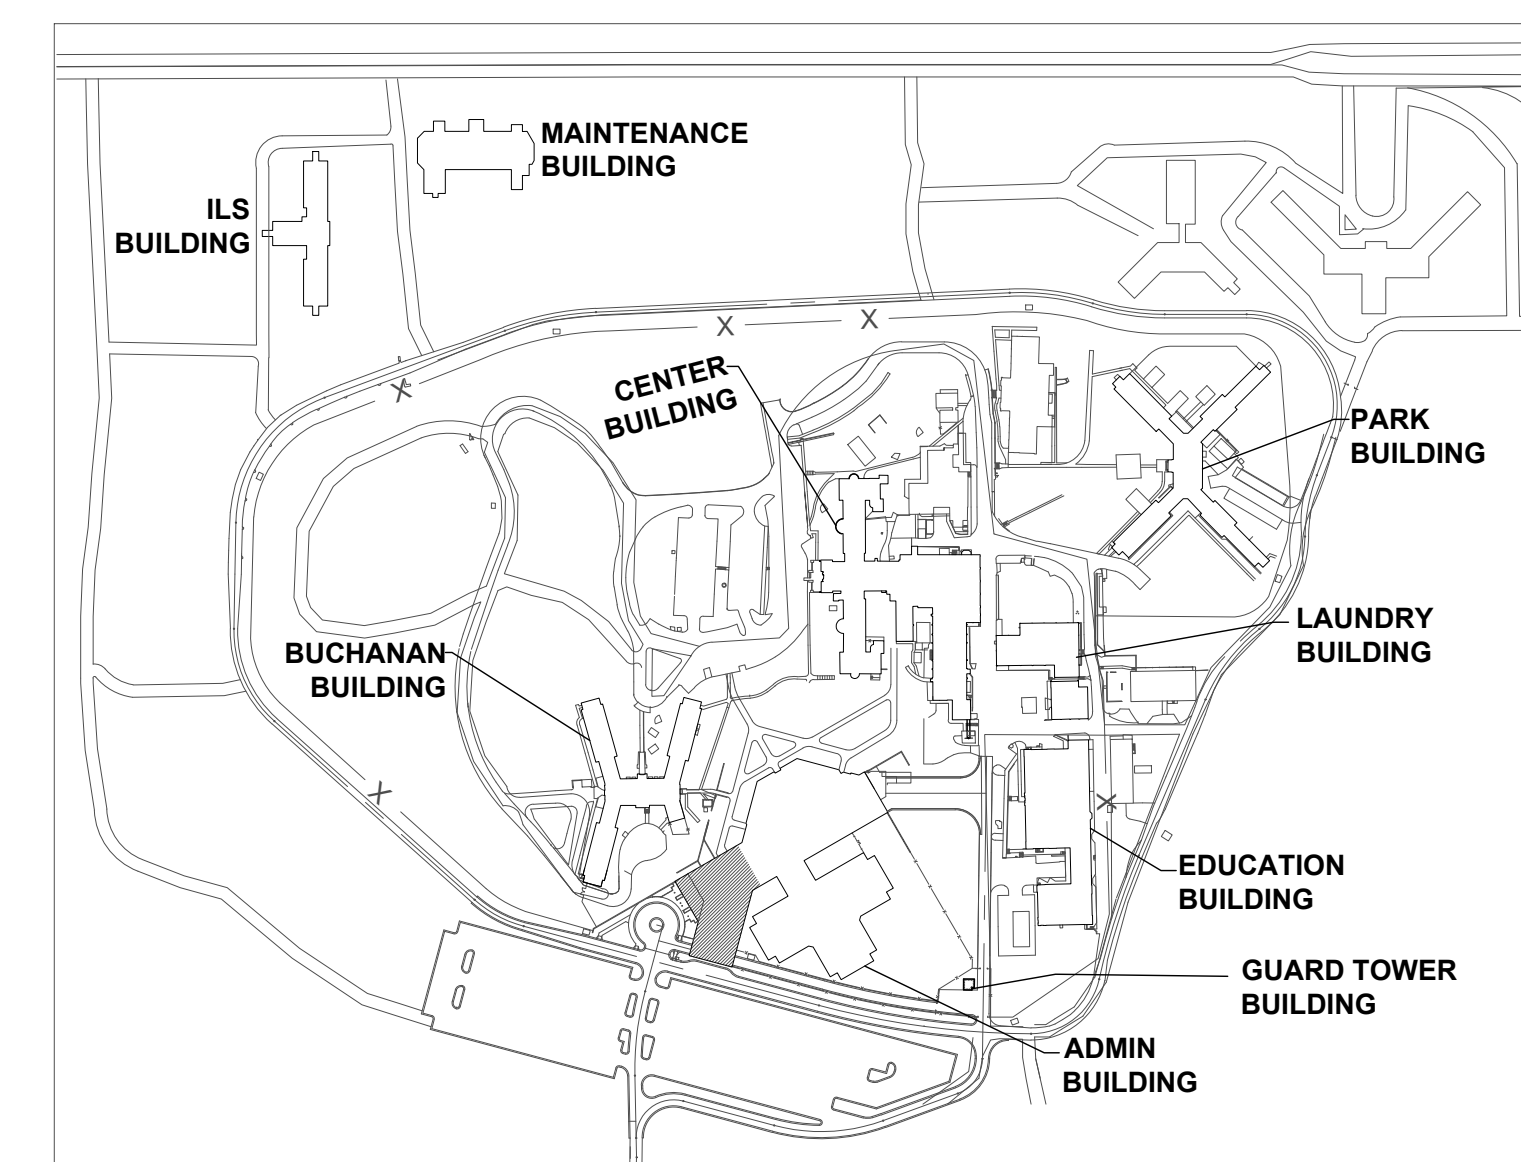 MAINTENANCE
BUILDING
ILS
BUILDING
X
X
X
CENTER
BUILDING
PARK
BUILDING
LAUNDRY
BUILDING
BUCHANAN
BUILDING
X
X
EDUCATION
BUILDING
GUARD TOWER
BUILDING
ADMIN
BUILDING